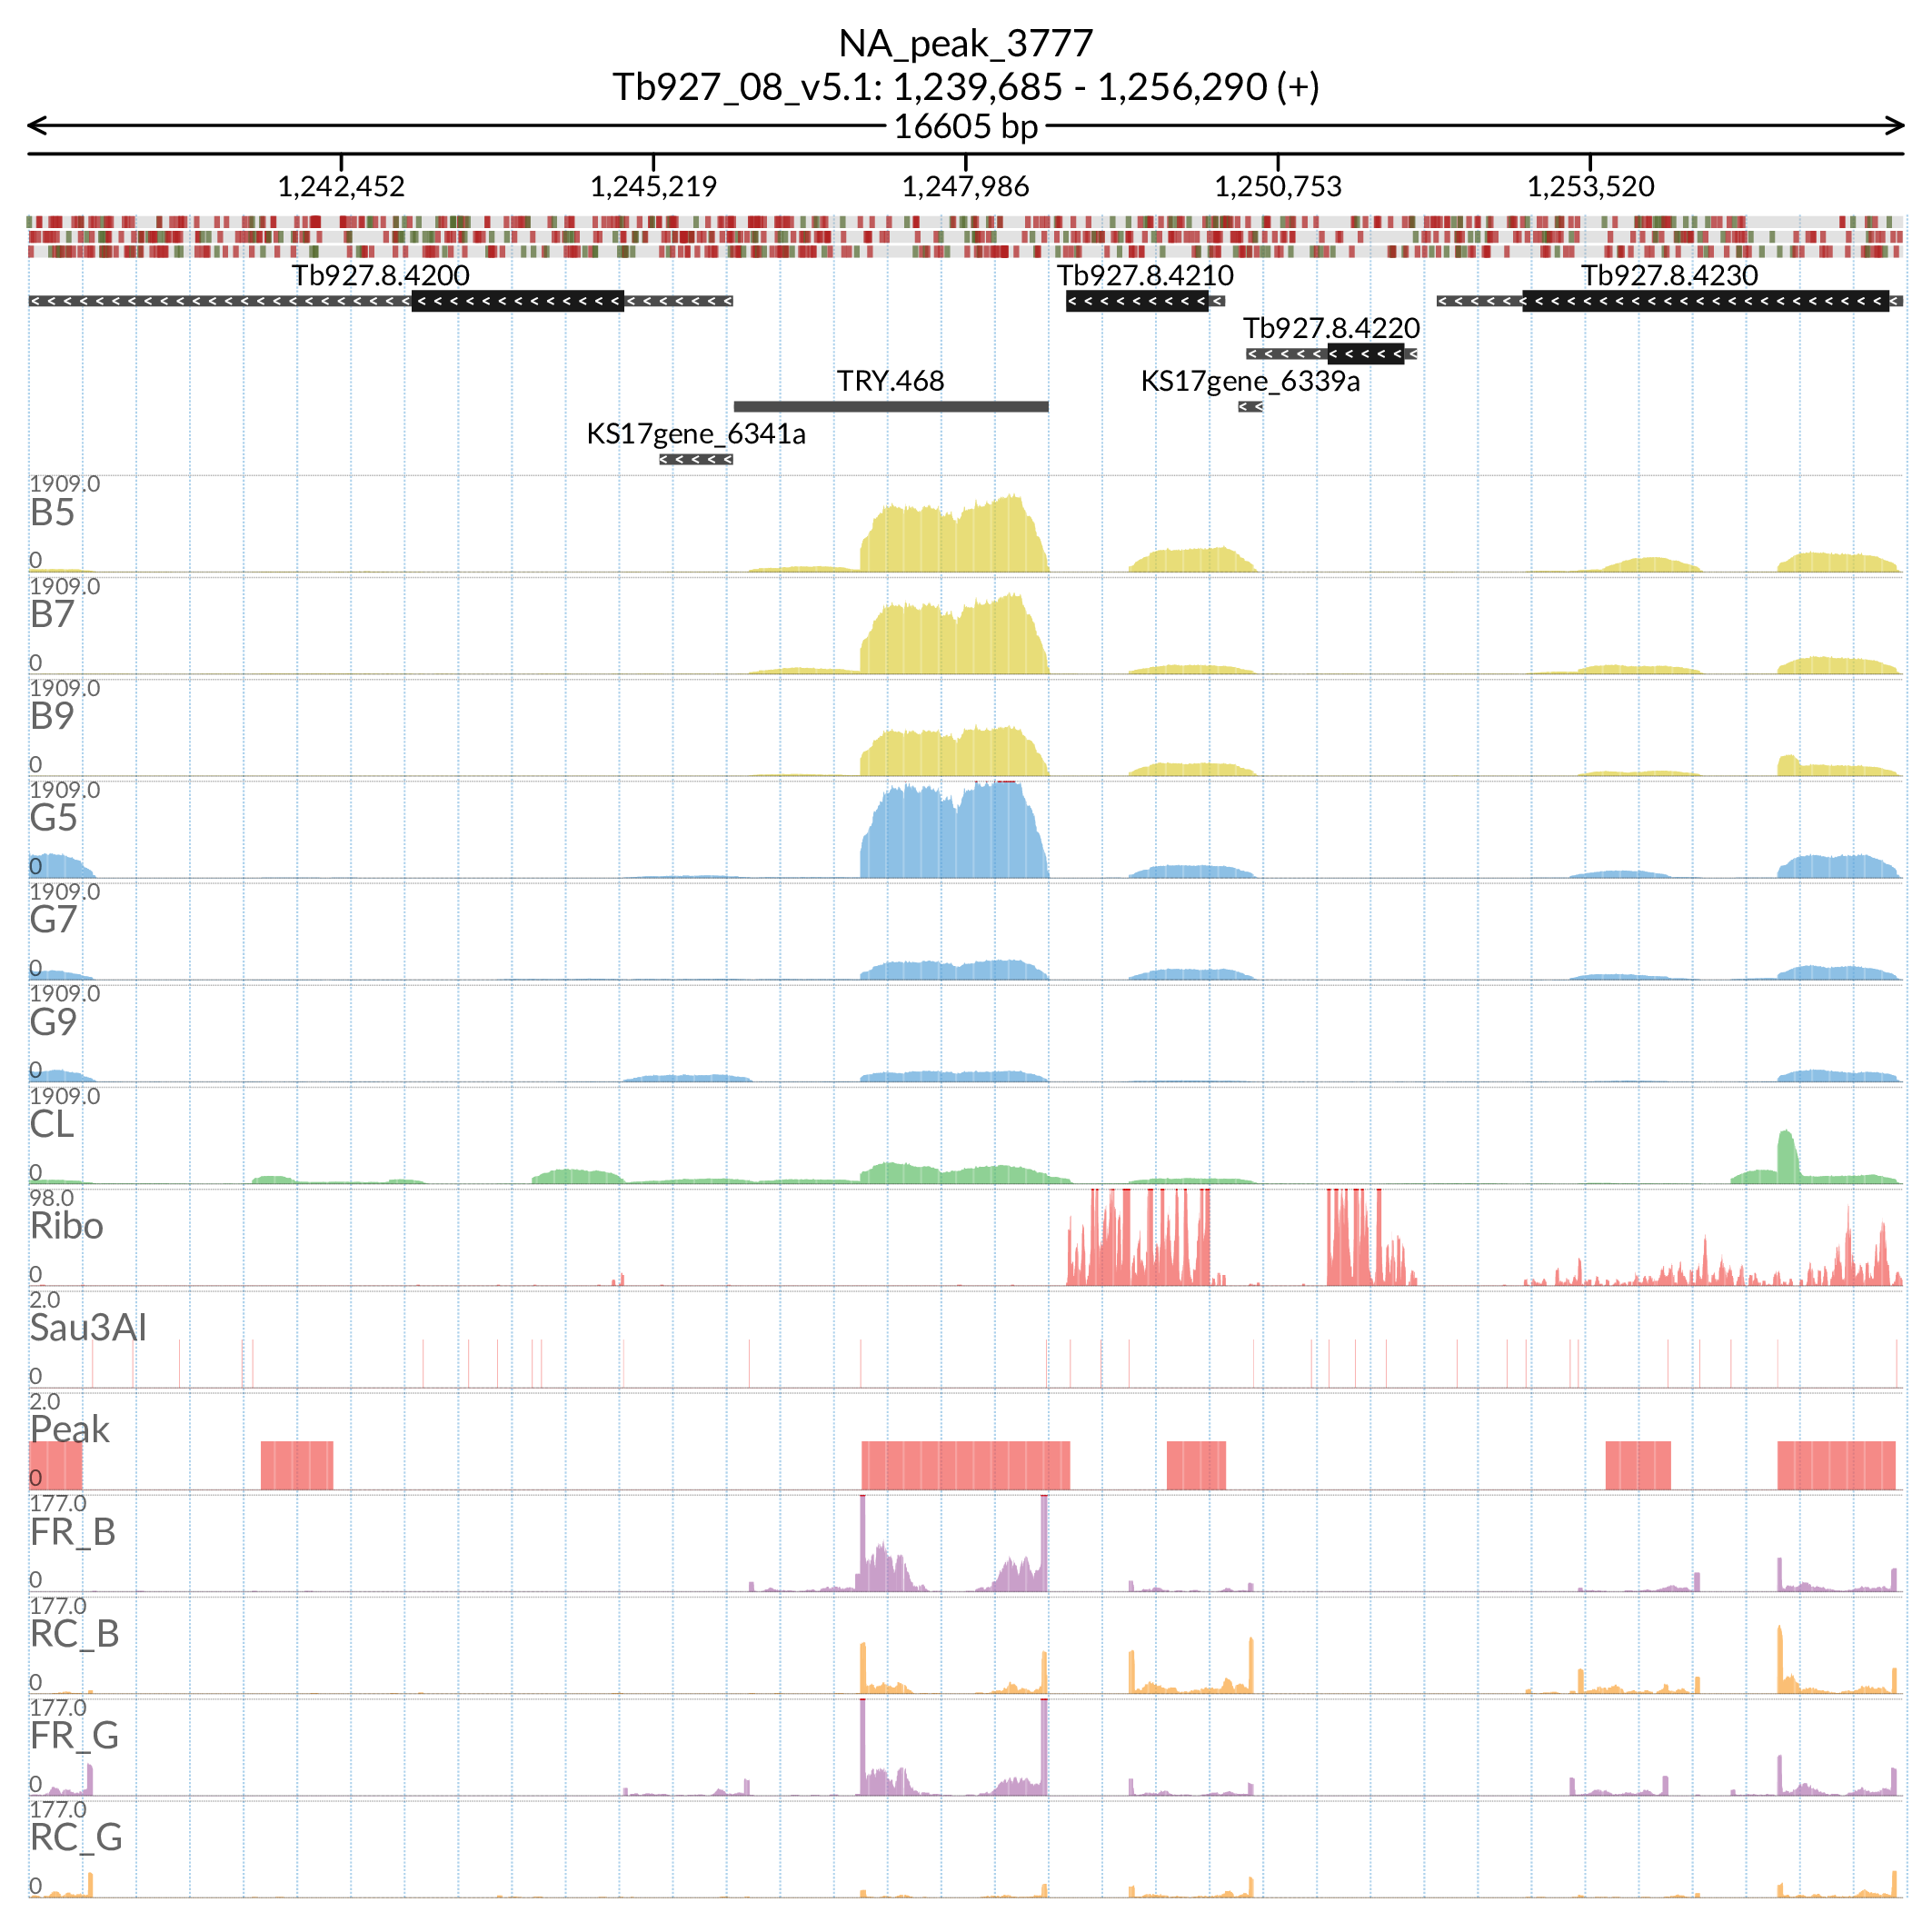 NA_peak_3777
Tb927_08_v5.1: 1,239,685 - 1,256,290 (+)
16605 bp
1,242,452 1,245,219 1,247,986 1,250,753 1,253,520
Tb927.8.4200 Tb927.8.4210 Tb927.8.4230
Tb927.8.4220
TRY.468 KS17gene_6339a
KS17gene_6341a
1909.0
B5
0
1909.0
B7
0
1909.0
B9
0
1909.0
G5
0
1909.0
G7
0
1909.0
G9
0
1909.0
CL
0
98.0
Ribo
0
2.0
Sau3AI
0
2.0
Peak
0
177.0
FR_B
0
177.0
RC_B
0
177.0
FR_G
0
177.0
RC_G
0